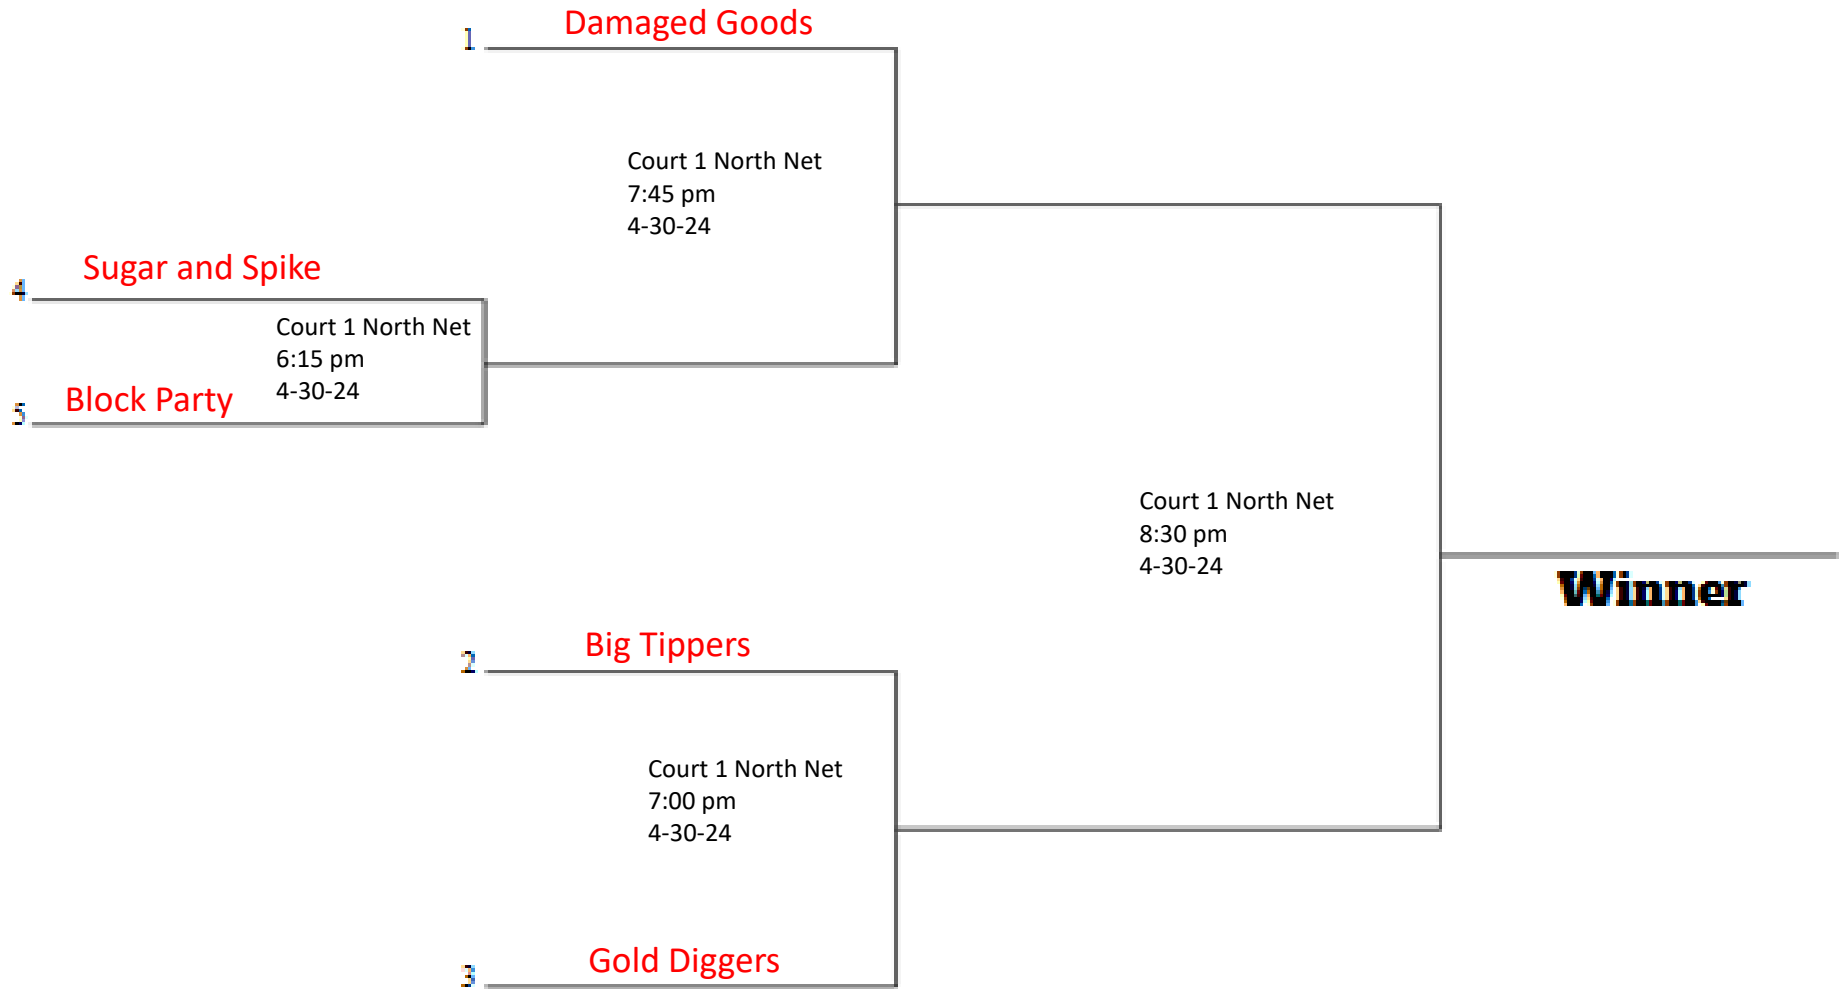 Damaged Goods
1
Court 1 North Net
7:45 pm
4-30-24
Sugar and Spike
4
Court 1 North Net
6:15 pm
4-30-24
Block Party
5
Court 1 North Net
8:30 pm
4-30-24
Winner
Big Tippers
2
Court 1 North Net
7:00 pm
4-30-24
Gold Diggers
3